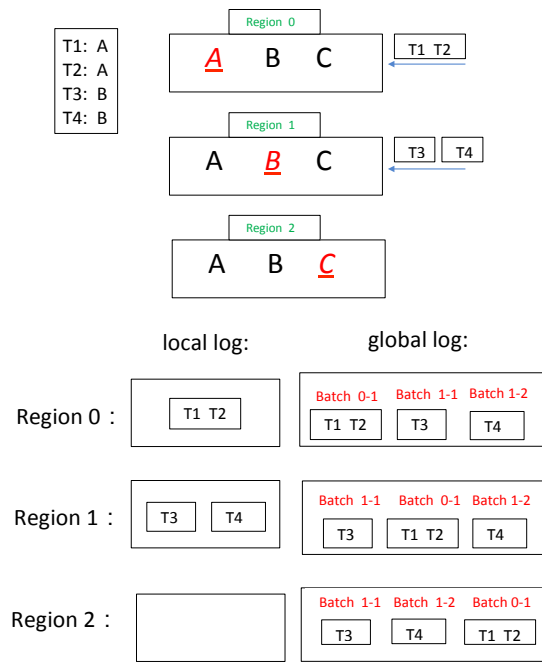 Region 0
T1: A
T2: A
T3: B
T4: B
A B C
T1 T2
Region 1
A B C
T3 T4
Region 2
A B C
local log: global log:
Region 0：
T1 T2
Batch 0-1 Batch 1-1 Batch 1-2
T1 T2 T3 T4
Region 1：
T3 T4
Batch 1-1 Batch 0-1 Batch 1-2
T3 T1 T2 T4
Region 2：
Batch 1-1 Batch 1-2 Batch 0-1
T3 T4 T1 T2